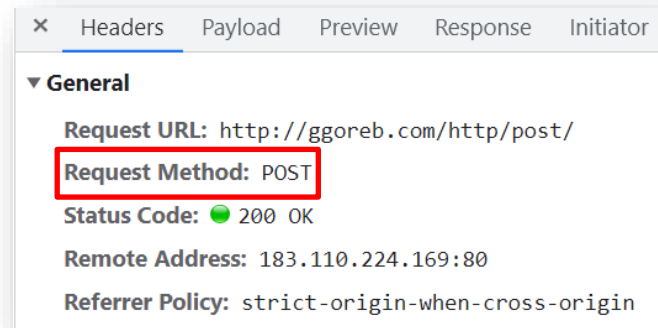 × Headers Payload Preview Response Initiator
▼ General
Request URL: http://ggoreb.com/http/post/
Request Method: POST
Status Code: 200 OK
Remote Address: 183.110.224.169:80
Referrer Policy: strict-origin-when-cross-origin